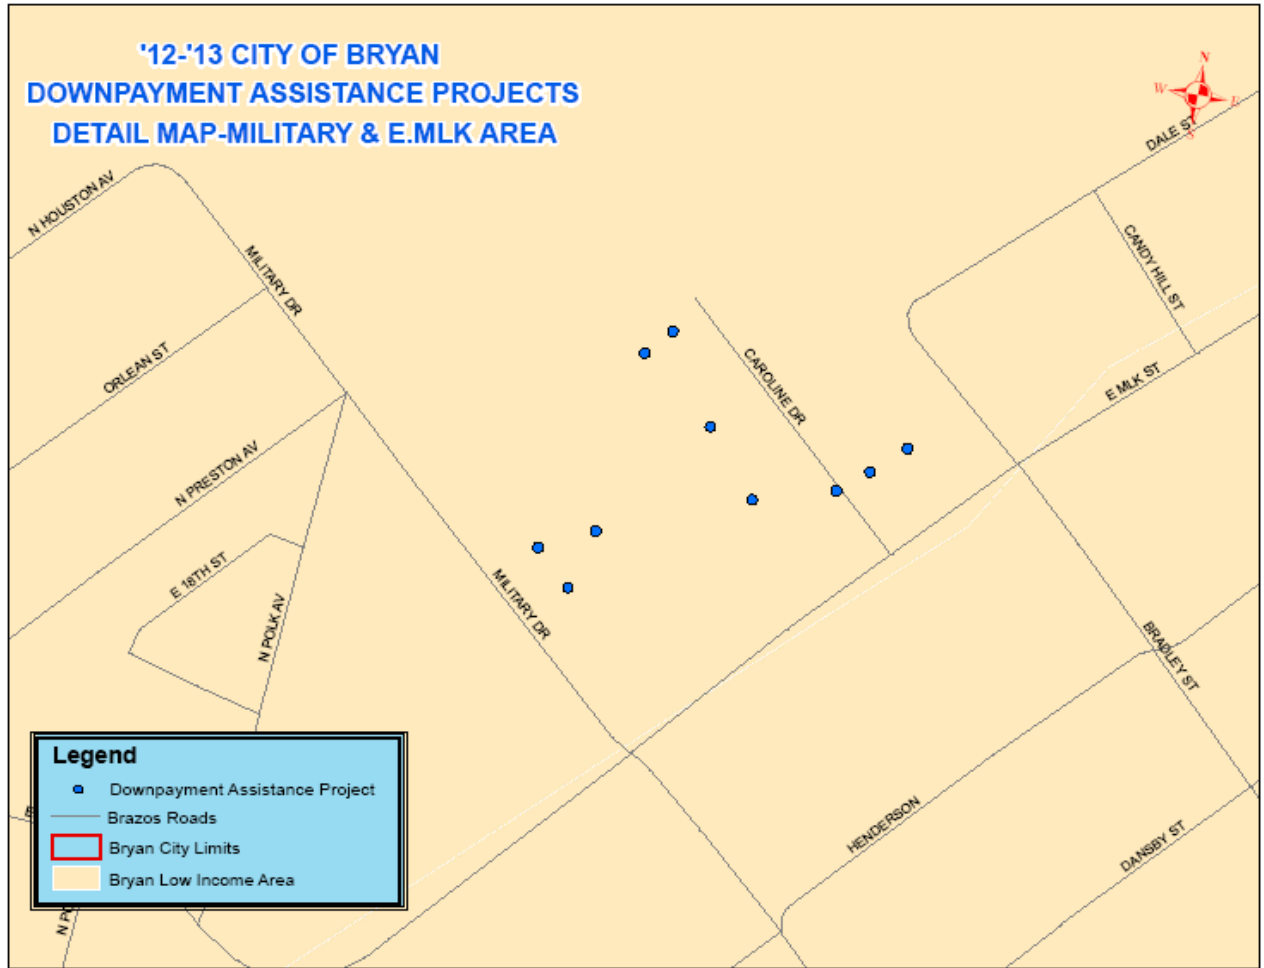 '12-'13 CITY OF BRYAN
DOWNPAYMENT ASSISTANCE PROJECTS
DETAIL MAP-MILITARY & E.MLK AREA
N
W
E
S
DALE ST
N HOUSTON AV
CANDY HILL ST
MILITARY DR
ORLEAN ST
CAROLINE DR
E MLK ST
N PRESTON AV
E 18TH ST
MILITARY DR
N POLK AV
BRADLEY ST
HENDERSON
DANSBY ST
Legend
Downpayment Assistance Project
Brazos Roads
Bryan City Limits
Bryan Low Income Area